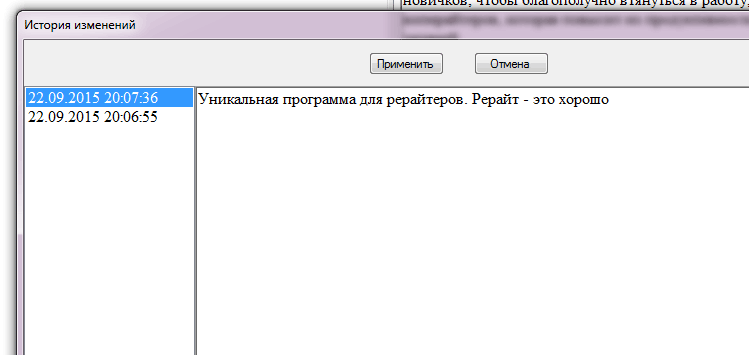 новичков, чтобы благополучно втянуться в работу,
История изменений
Применить
Отмена
22.09.2015 20:07:36
22.09.2015 20:06:55
Уникальная программа для рерайтеров. Рерайт - это хорошо